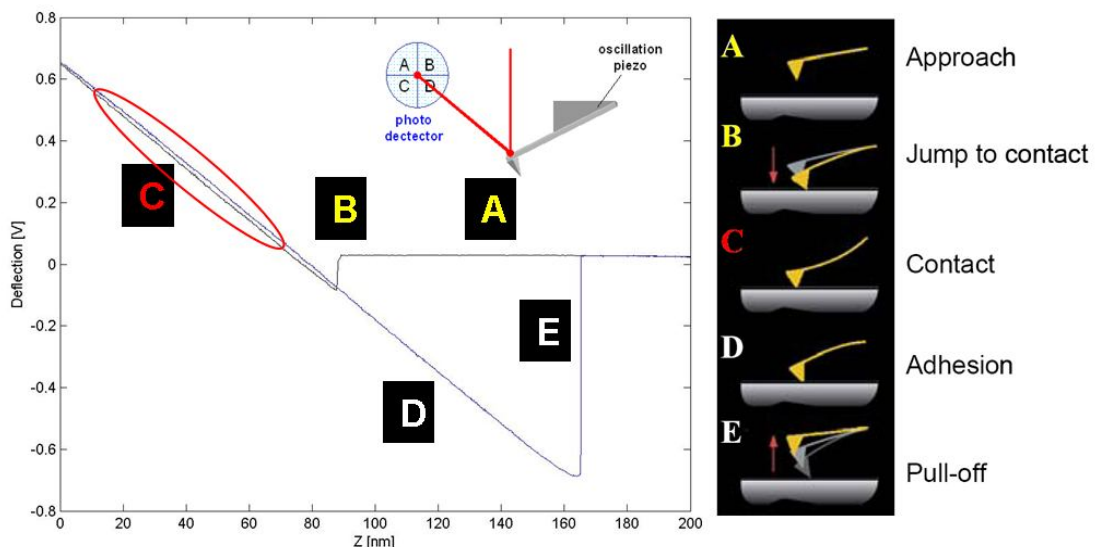 0.8
0.6
0.4
0.2
0
-0.2
-0.4
-0.6
-0.8
Deflection [V]
0 20 40 60 80 100 120 140 160 180 200
Z [nm]
A B
C D
photo
dectector
oscillation
piezo
C
B
A
D
E
A Approach
B Jump to contact
C Contact
D Adhesion
E Pull-off